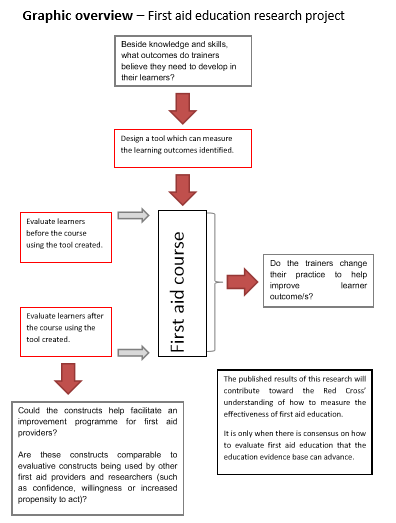 Graphic overview – First aid education research project
Beside knowledge and skills,
what outcomes do trainers
believe they need to develop in
their learners?
Design a tool which can measure
the learning outcomes identified.
Evaluate learners
before the course
using the tool created.
First aid course
Do the trainers change
their practice to help
improve learner
outcome/s?
Evaluate learners after
the course using the
tool created.
The published results of this research will
contribute toward the Red Cross'
understanding of how to measure the
effectiveness of first aid education.
It is only when there is consensus on how
to evaluate first aid education that the
education evidence base can advance.
Could the constructs help facilitate an
improvement programme for first aid
providers?
Are these constructs comparable to
evaluative constructs being used by other
first aid providers and researchers (such
as confidence, willingness or increased
propensity to act)?